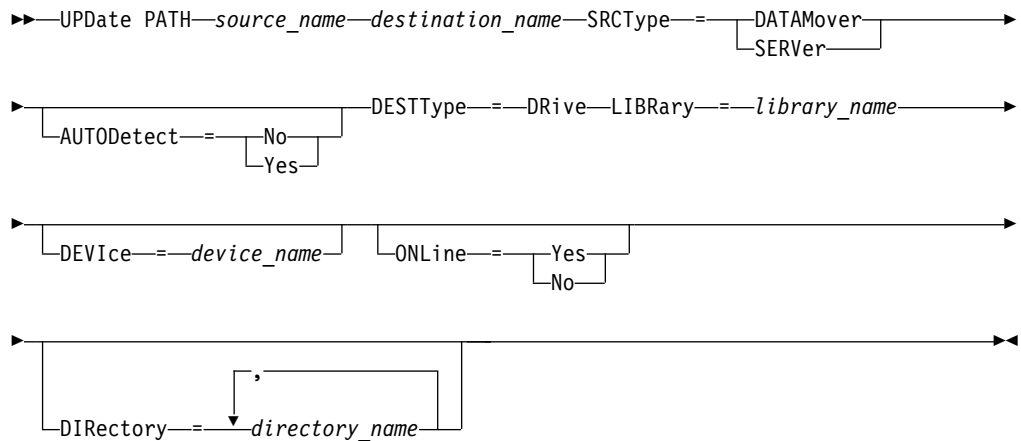 UPDate PATH source_name destination_name SRCType = DATAMover
SERVer
AUTODetect = No
Yes
DESTType = DRive LIBRary = library_name
DEVIce = device_name
ONLine = Yes
No
,
DIRectory = directory_name